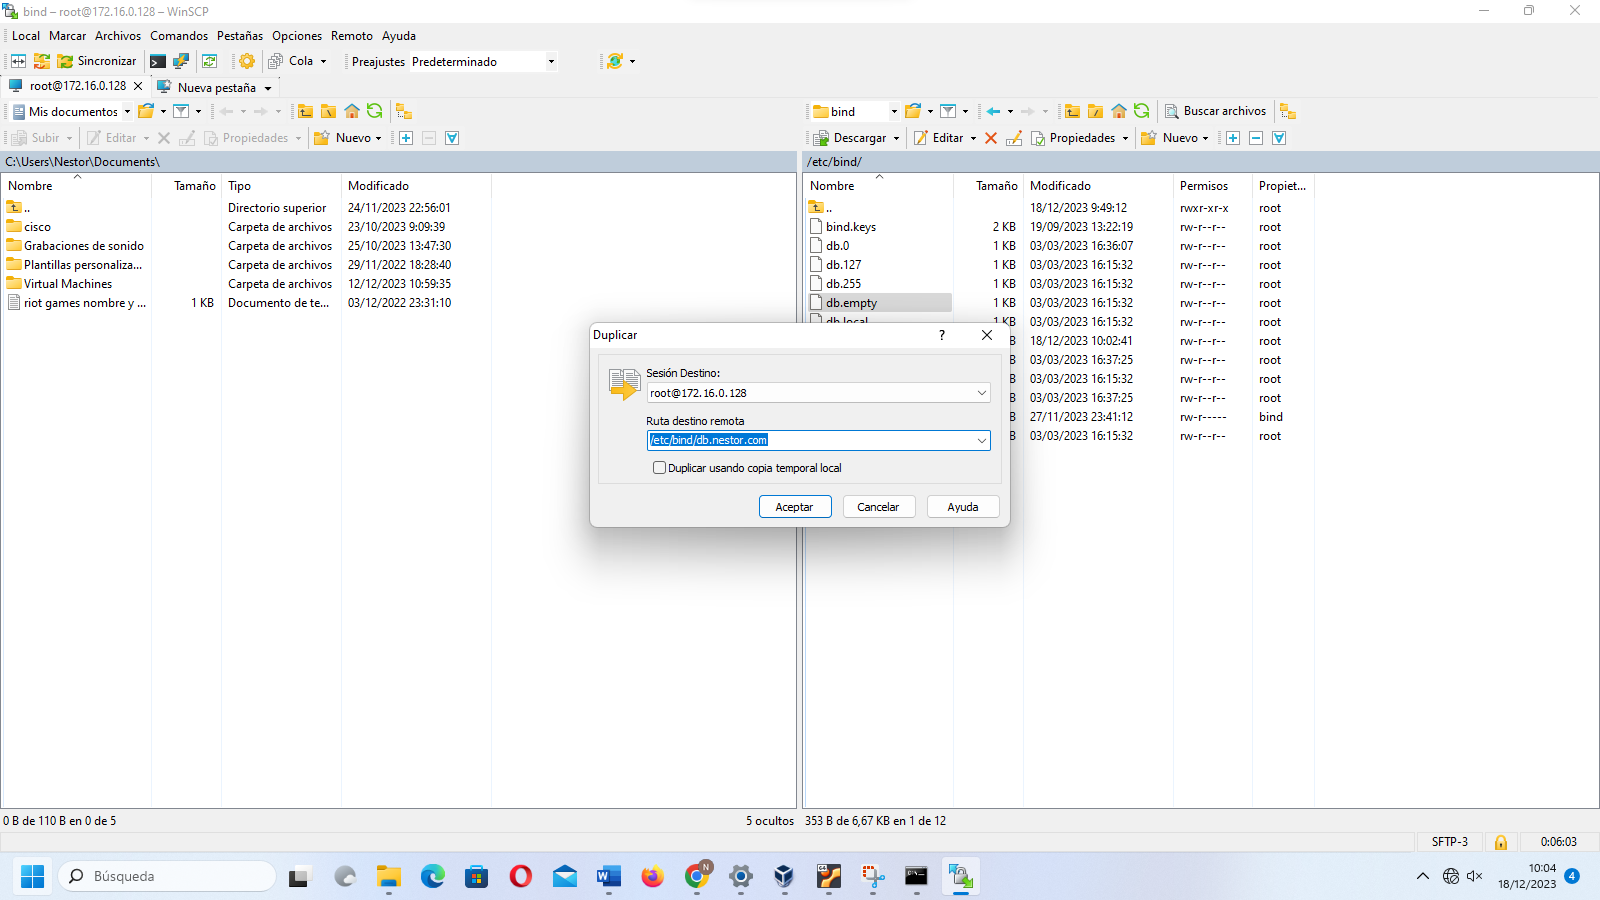 bind – root@172.16.0.128 – WinSCP
Local Marcar Archivos Comandos Pestañas Opciones Remoto Ayuda
Sincronizar Cola Preajustes Predeterminado
root@172.16.0.128 Nueva pestaña
Mis documentos bind Buscar archivos
Subir Editar Propiedades Nuevo Descargar Editar Propiedades Nuevo
C:\Users\Nestor\Documents\ /etc/bind/
Nombre Tamaño Tipo Modificado Nombre Tamaño Modificado Permisos Propiet...
.. Directorio superior 24/11/2023 22:56:01 .. 18/12/2023 9:49:12 rwxr-xr-x root
cisco Carpeta de archivos 23/10/2023 9:09:39 bind.keys 2 KB 19/09/2023 13:22:19 rw-r--r-- root
Grabaciones de sonido Carpeta de archivos 25/10/2023 13:47:30 db.0 1 KB 03/03/2023 16:36:07 rw-r--r-- root
Plantillas personaliza... Carpeta de archivos 29/11/2022 18:28:40 db.127 1 KB 03/03/2023 16:15:32 rw-r--r-- root
Virtual Machines Carpeta de archivos 12/12/2023 10:59:35 db.255 1 KB 03/03/2023 16:15:32 rw-r--r-- root
riot games nombre y ... 1 KB Documento de te... 03/12/2022 23:31:10 db.empty 1 KB 03/03/2023 16:15:32 rw-r--r-- root
db.local 1 KB 03/03/2023 16:15:32 rw-r--r-- root
B 18/12/2023 10:02:41 rw-r--r-- root
B 03/03/2023 16:37:25 rw-r--r-- root
B 03/03/2023 16:15:32 rw-r--r-- root
B 03/03/2023 16:37:25 rw-r--r-- root
B 27/11/2023 23:41:12 rw-r----- bind
B 03/03/2023 16:15:32 rw-r--r-- root
Duplicar ?
Sesión Destino:
root@172.16.0.128
Ruta destino remota
/etc/bind/db.nestor.com
Duplicar usando copia temporal local
Aceptar Cancelar Ayuda
0 B de 110 B en 0 de 5 5 ocultos 353 B de 6,67 KB en 1 de 12
SFTP-3 0:06:03
Búsqueda
N
10:04
18/12/2023
4